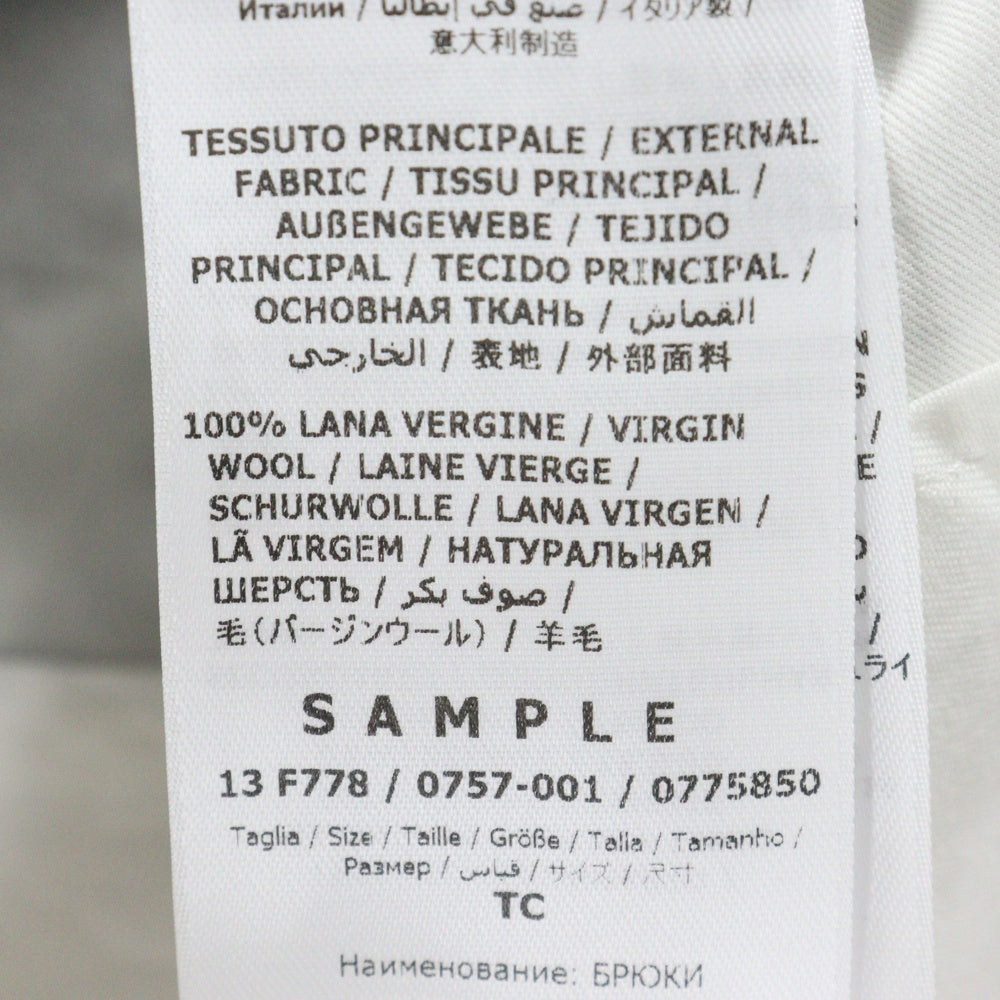 Италии / صنع في إيطاليا / イタリア製 /
意大利制造
TESSUTO PRINCIPALE / EXTERNAL
FABRIC / TISSU PRINCIPAL /
AUßENGEWEBE / TEJIDO
PRINCIPAL / TECIDO PRINCIPAL /
ОСНОВНАЯ ТКАНЬ / القماش
الخارجي / 表地 / 外部面料
100% LANA VERGINE / VIRGIN
WOOL / LAINE VIERGE /
SCHURWOLLE / LANA VIRGEN /
LÃ VIRGEM / НАТУРАЛЬНАЯ
ШЕРСТЬ / صوف بكر /
毛(バージンウール) / 羊毛
SAMPLE
13 F778 / 0757-001 / 0775850
Taglia / Size / Taille / Größe / Talla / Tamanho /
Размер / قياس / サイズ / 尺寸
TC
Наименование: БРЮКИ